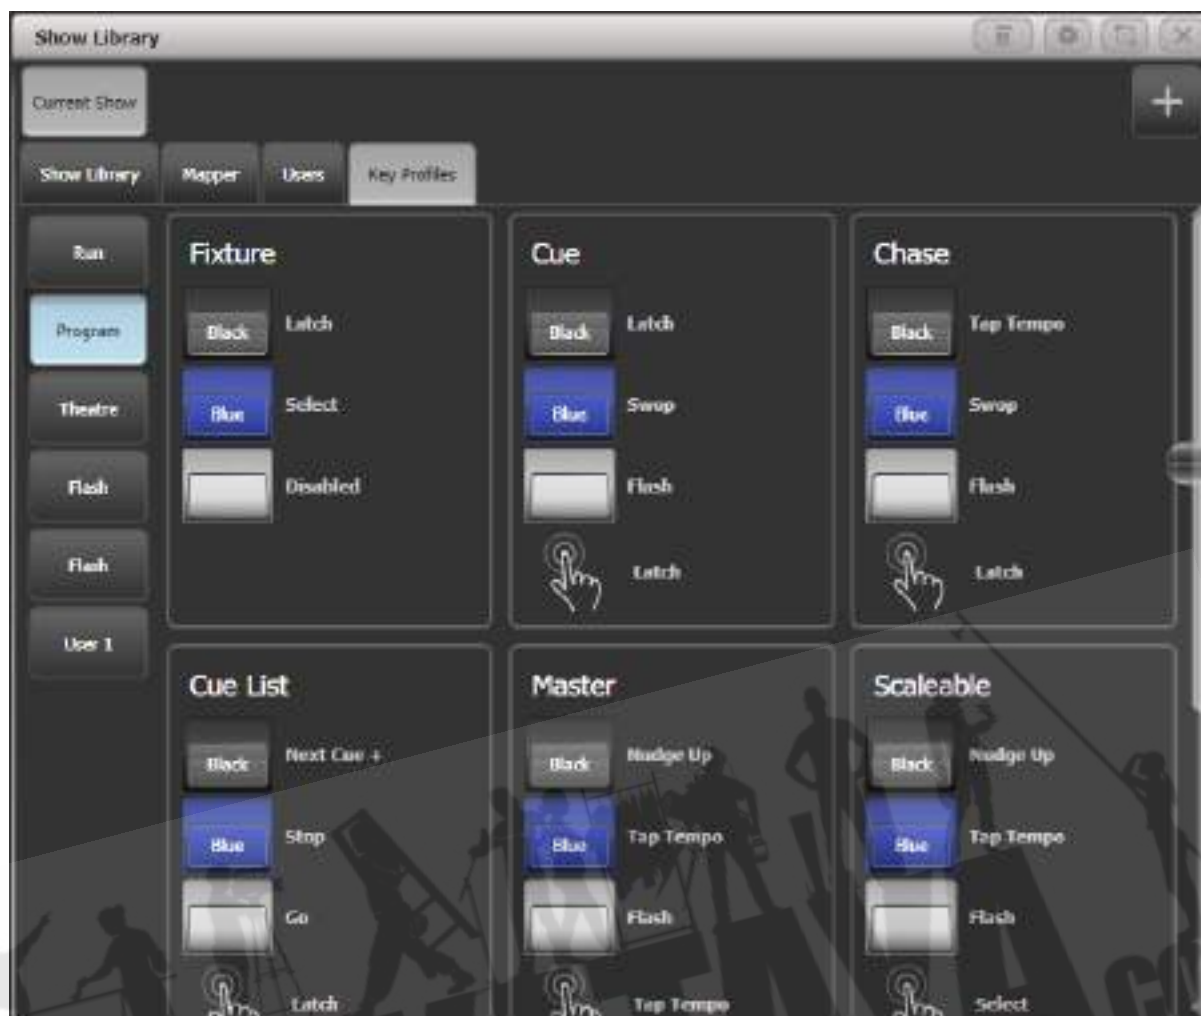 Show Library
Current Show
+
Show Library Mapper Users Key Profiles
Run
Program
Theatre
Flash
Flash
User 1
Fixture
Black Latch
Blue Select
Disabled
Cue
Black Latch
Blue Swop
Flash
Latch
Chase
Black Tap Tempo
Blue Swop
Flash
Latch
Cue List
Black Next Cue +
Blue Stop
Go
Latch
Master
Black Nudge Up
Blue Tap Tempo
Flash
Tap Tempo
Scaleable
Black Nudge Up
Blue Tap Tempo
Flash
Select